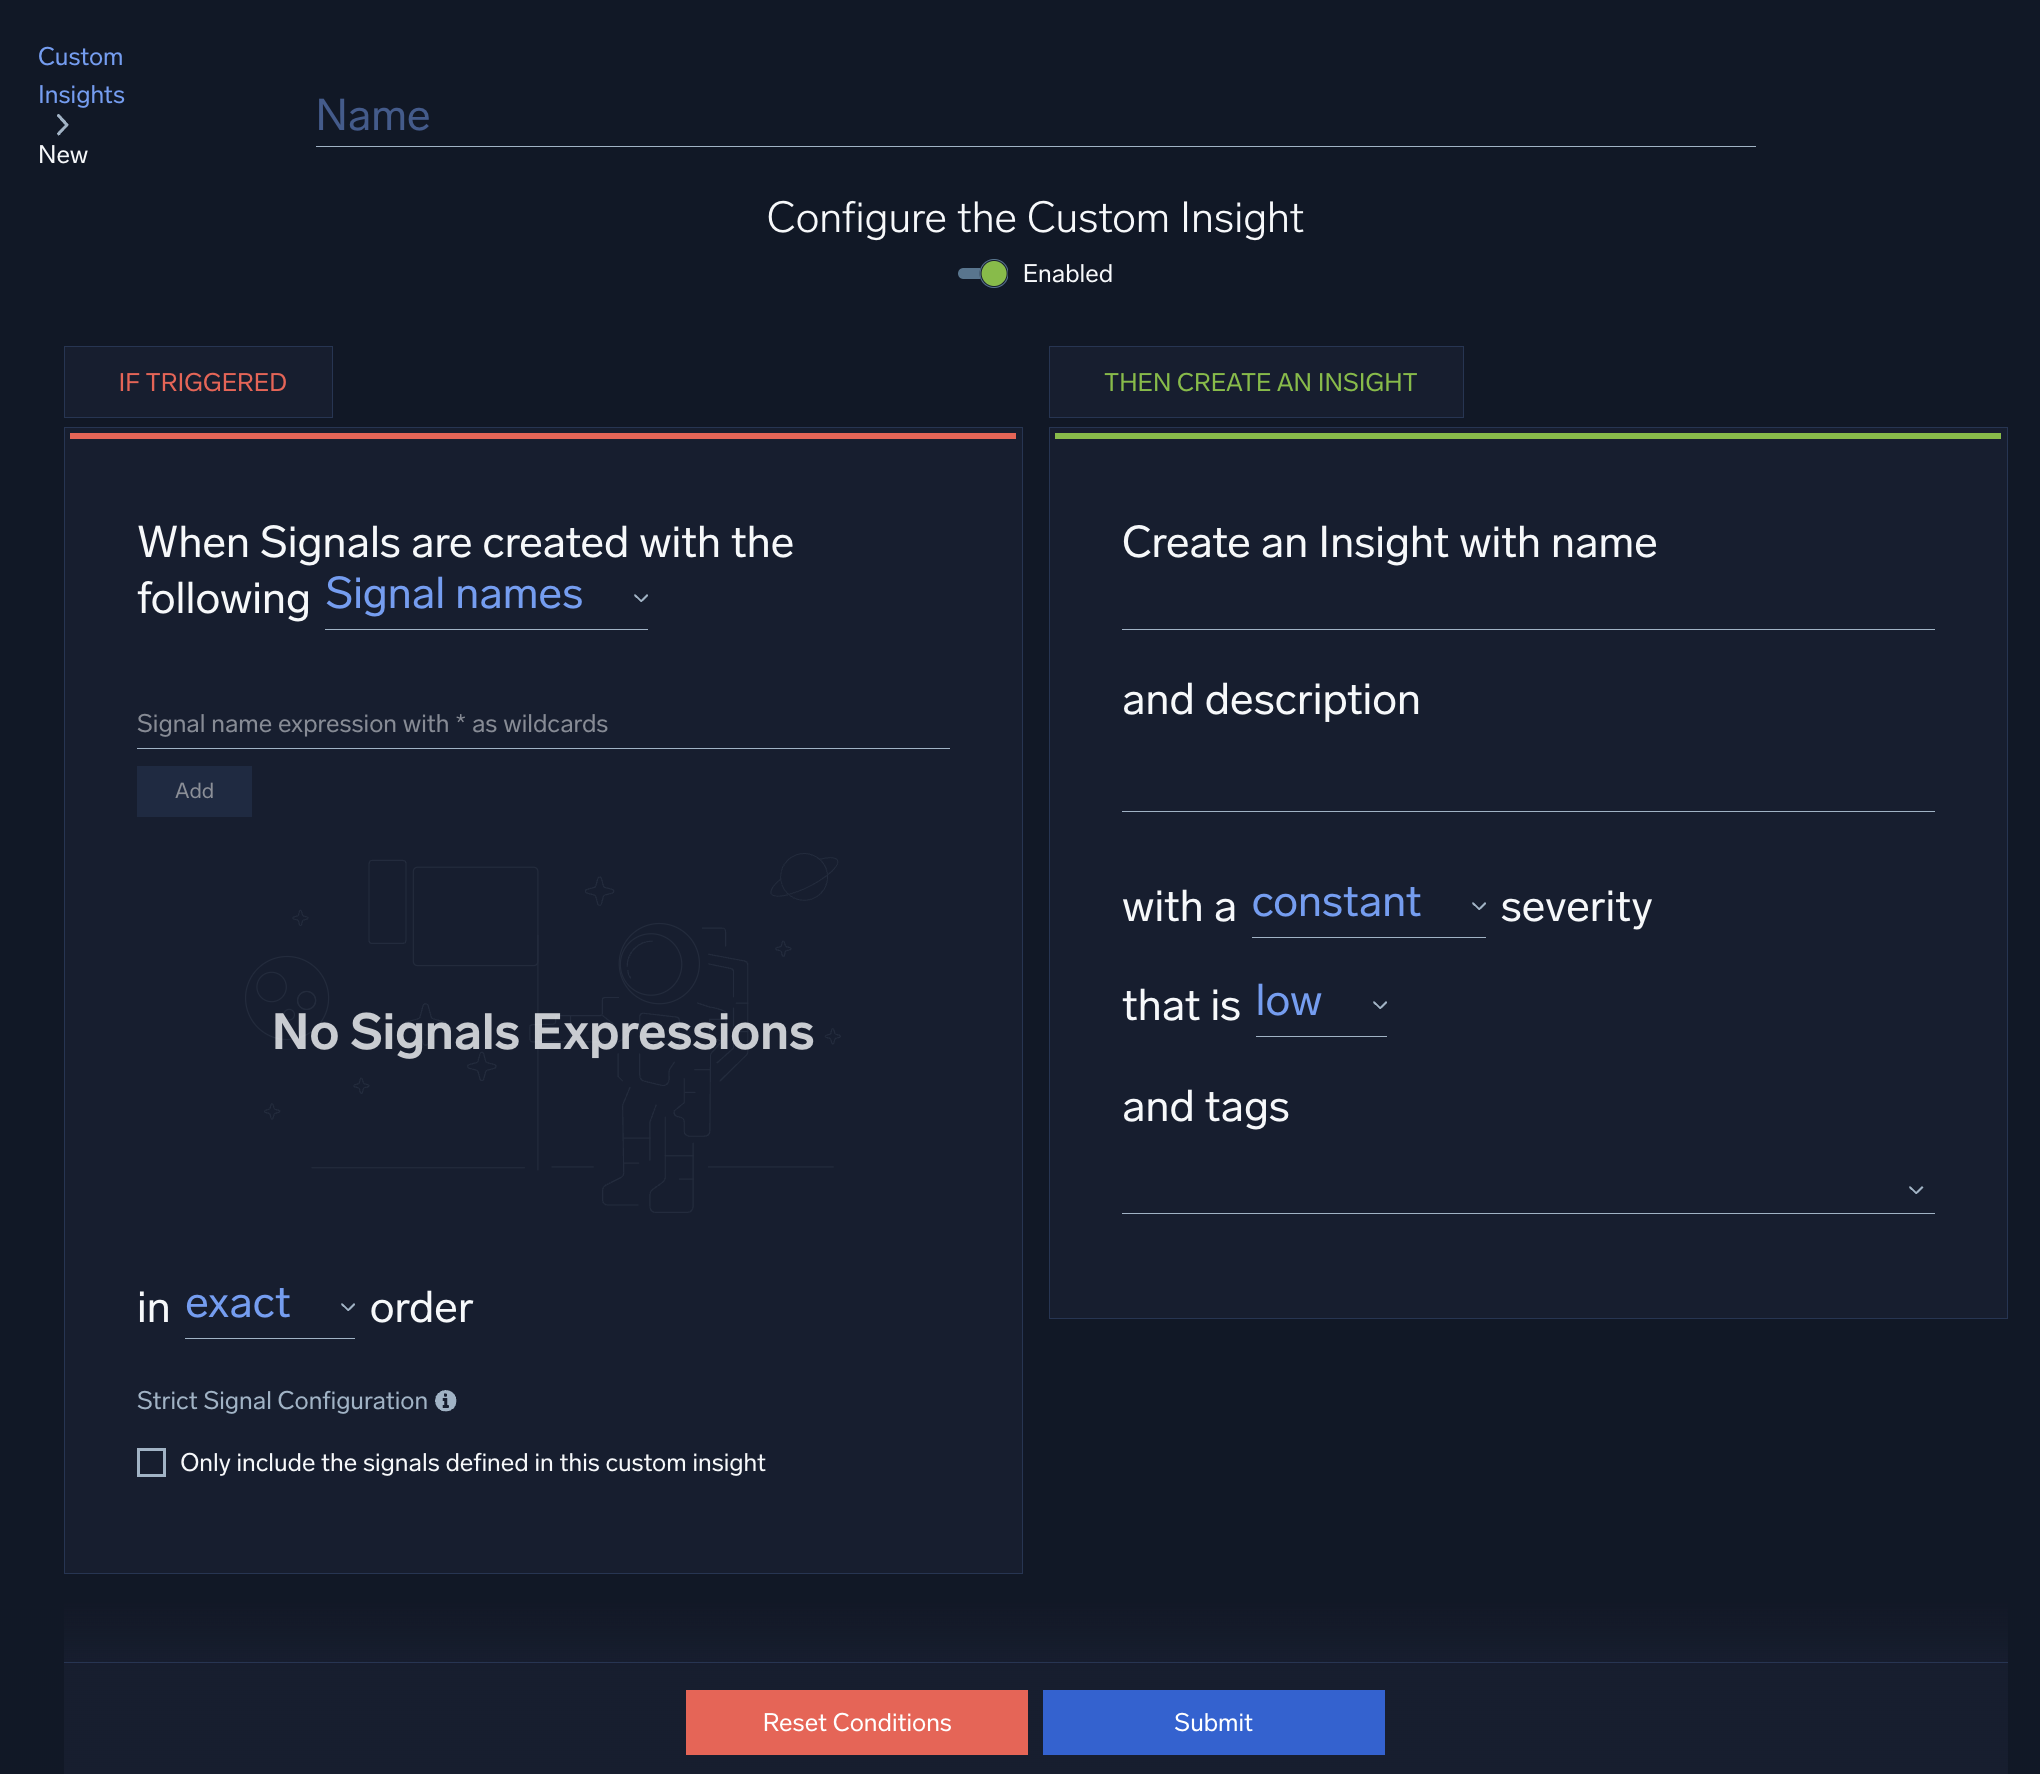 Custom
Insights
New
Name
Configure the Custom Insight
Enabled
IF TRIGGERED
When Signals are created with the
following Signal names
Signal name expression with * as wildcards
Add
No Signals Expressions
in exact order
Strict Signal Configuration
Only include the signals defined in this custom insight
THEN CREATE AN INSIGHT
Create an Insight with name
and description
with a constant severity
that is low
and tags
Reset Conditions
Submit